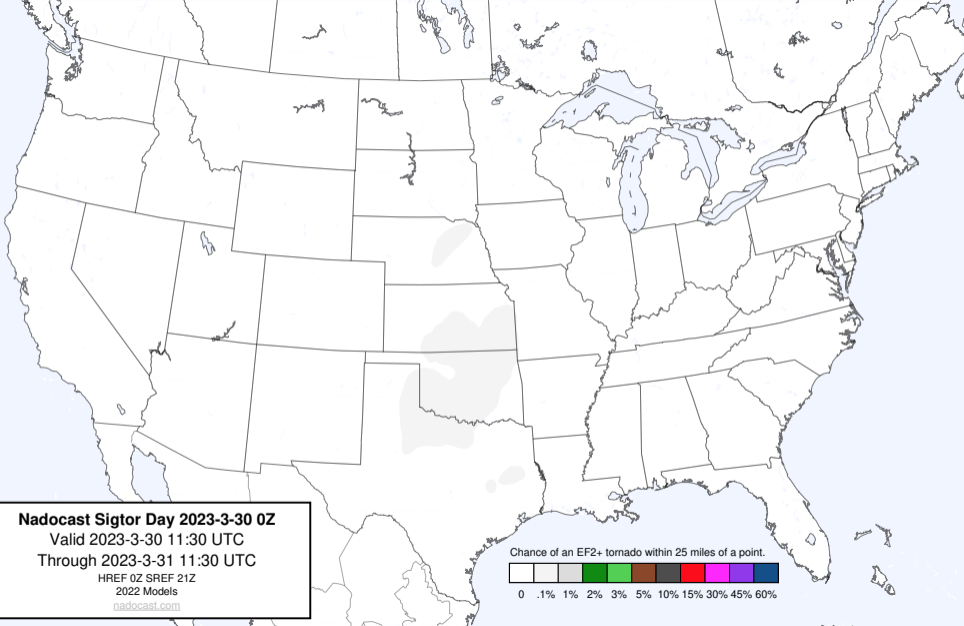 Nadocast Sigtor Day 2023-3-30 0Z
Valid 2023-3-30 11:30 UTC
Through 2023-3-31 11:30 UTC
HREF 0Z SREF 21Z
2022 Models
nadocast.com
Chance of an EF2+ tornado within 25 miles of a point.
0 .1% 1% 2% 3% 5% 10% 15% 30% 45% 60%